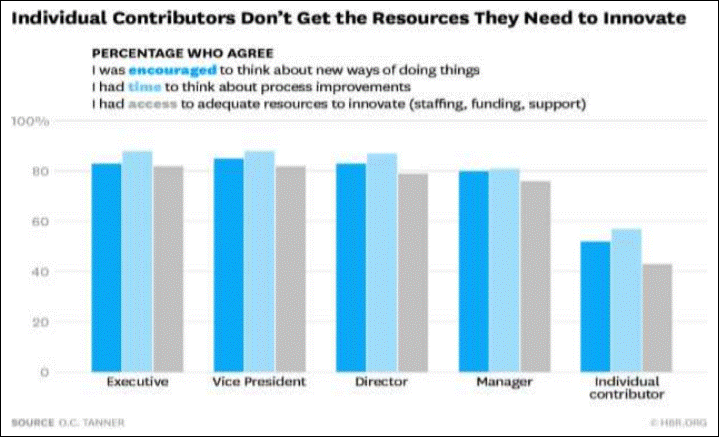 Individual Contributors Don't Get the Resources They Need to Innovate
PERCENTAGE WHO AGREE
I was encouraged to think about new ways of doing things
I had time to think about process improvements
I had access to adequate resources to innovate (staffing, funding, support)
100%
80
60
40
20
0
Executive
Vice President
Director
Manager
Individual
contributor
SOURCE O.C. TANNER
© HBR.ORG